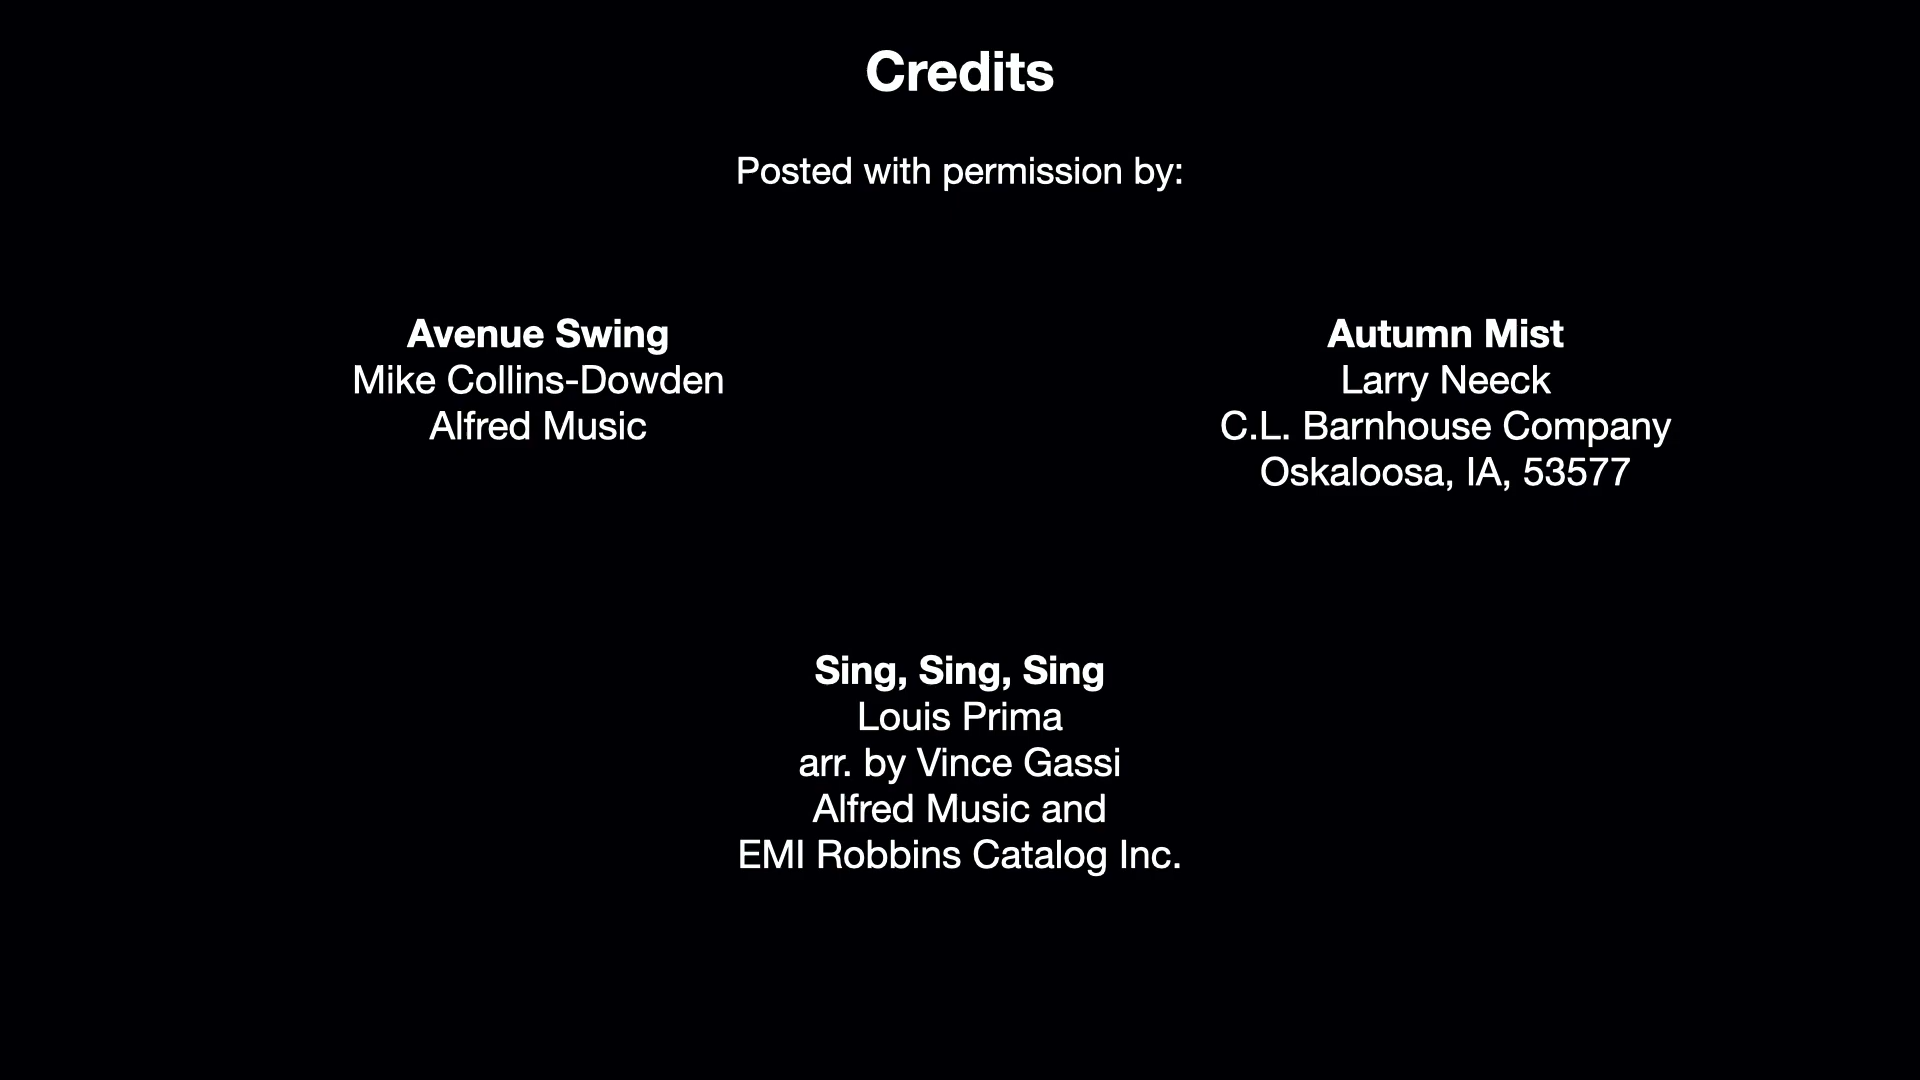 Credits
Posted with permission by:
Avenue Swing
Mike Collins-Dowden
Alfred Music
Autumn Mist
Larry Neeck
C.L. Barnhouse Company
Oskaloosa, IA, 53577
Sing, Sing, Sing
Louis Prima
arr. by Vince Gassi
Alfred Music and
EMI Robbins Catalog Inc.